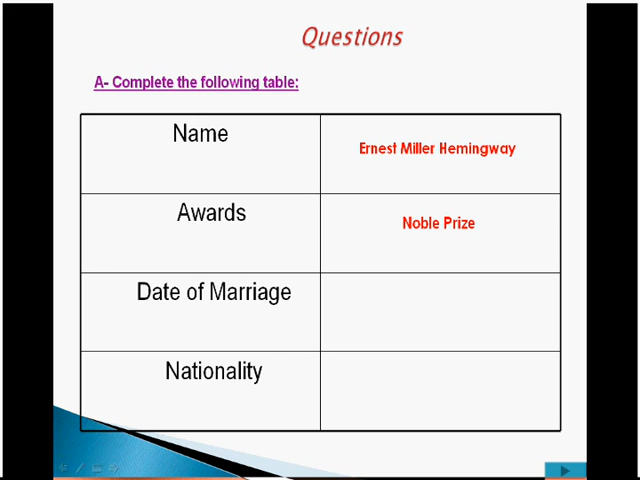 Questions
A- Complete the following table:
Name
Ernest Miller Hemingway
Awards
Noble Prize
Date of Marriage
Nationality